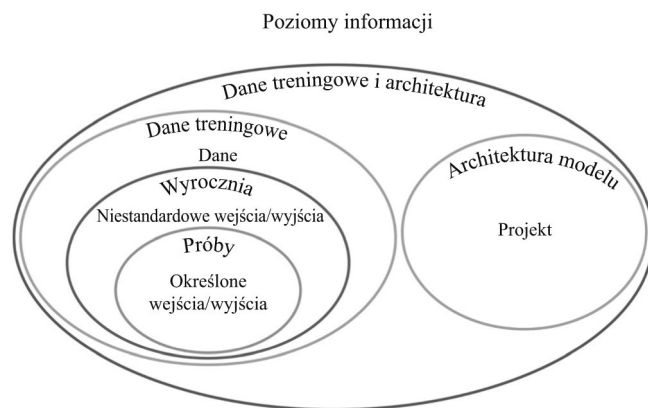 Poziomy informacji
Dane treningowe i architektura
Dane treningowe
Dane
Wyrocznia
Niestandardowe wejścia/wyjścia
Próby
Określone
wejścia/wyjścia
Architektura modelu
Projekt